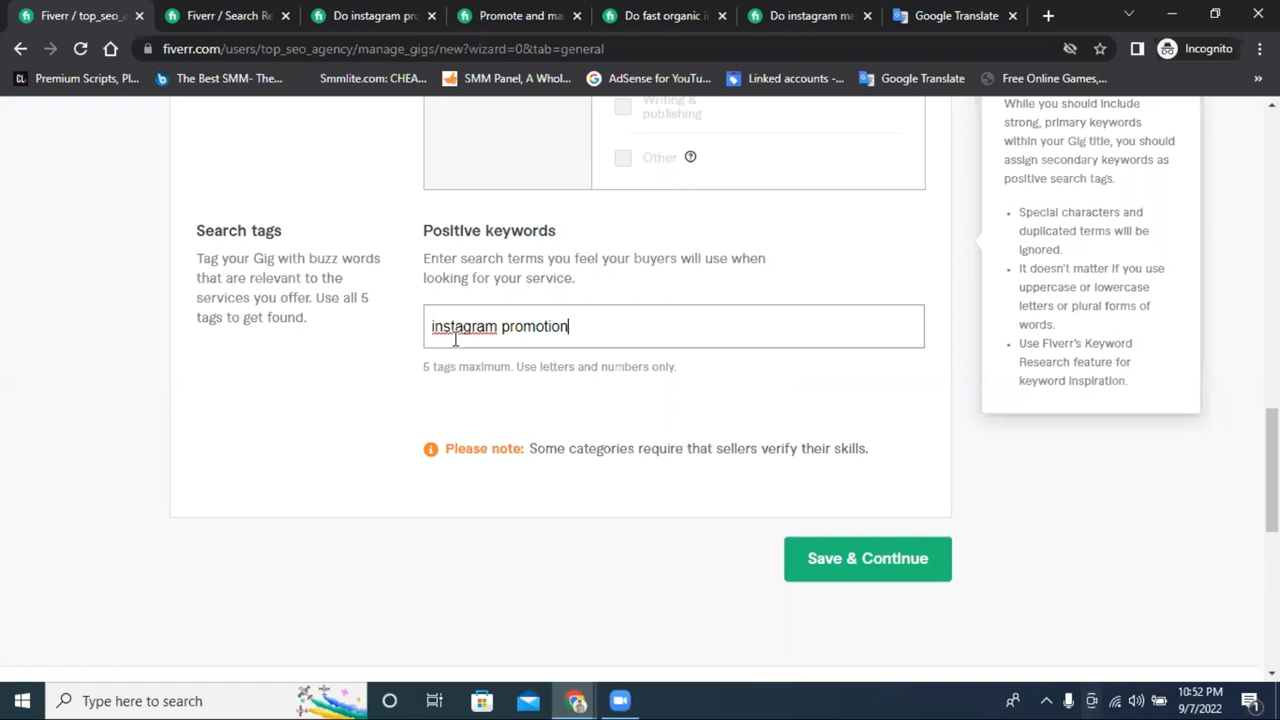 Fiverr / top_seo_a
Fiverr / Search Re
Do instagram pro
Promote and ma
Do fast organic i
Do instagram ma
Google Translate
fiverr.com/users/top_seo_agency/manage_gigs/new?wizard=0&tab=general
Incognito
Premium Scripts, Pl...
The Best SMM- The...
Smmlite.com: CHEA...
SMM Panel, A Whol...
AdSense for YouTu...
Linked accounts -...
Google Translate
Free Online Games,...
»
Writing &
publishing
Other
While you should include
strong, primary keywords
within your Gig title, you should
assign secondary keywords as
positive search tags.
• Special characters and
duplicated terms will be
ignored.
• It doesn't matter if you use
uppercase or lowercase
letters or plural forms of
words.
• Use Fiverr's Keyword
Research feature for
keyword inspiration.
Search tags
Tag your Gig with buzz words
that are relevant to the
services you offer. Use all 5
tags to get found.
Positive keywords
Enter search terms you feel your buyers will use when
looking for your service.
instagram promotion
5 tags maximum. Use letters and numbers only.
Please note: Some categories require that sellers verify their skills.
Save & Continue
Type here to search
10:52 PM
9/7/2022
1